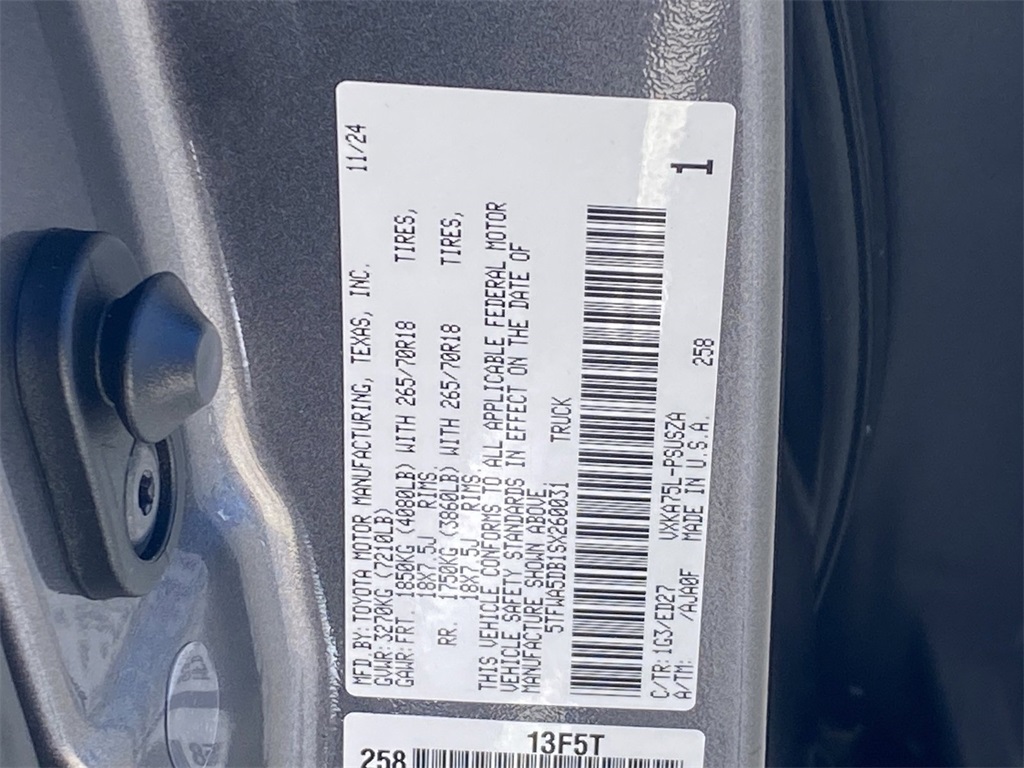 MFD.BY:TOYOTA MOTOR MANUFACTURING, TEXAS, INC. 11/24
GVWR:3270KG (7210LB)
GAWR:FRT. 1850KG (4080LB) WITH 265/70R18 TIRES,
18X7.5J RIMS.
RR. 1750KG (3860LB) WITH 265/70R18 TIRES,
18X7.5J RIMS.
THIS VEHICLE CONFORMS TO ALL APPLICABLE FEDERAL MOTOR
VEHICLE SAFETY STANDARDS IN EFFECT ON THE DATE OF
MANUFACTURE SHOWN ABOVE
5TFWA5DB1SX260031 TRUCK
1
C/TR:1G3/ED27 VXKA75L-PSUSZA 258
A/TM: /AJA0F MADE IN U.S.A.
13F5T
258